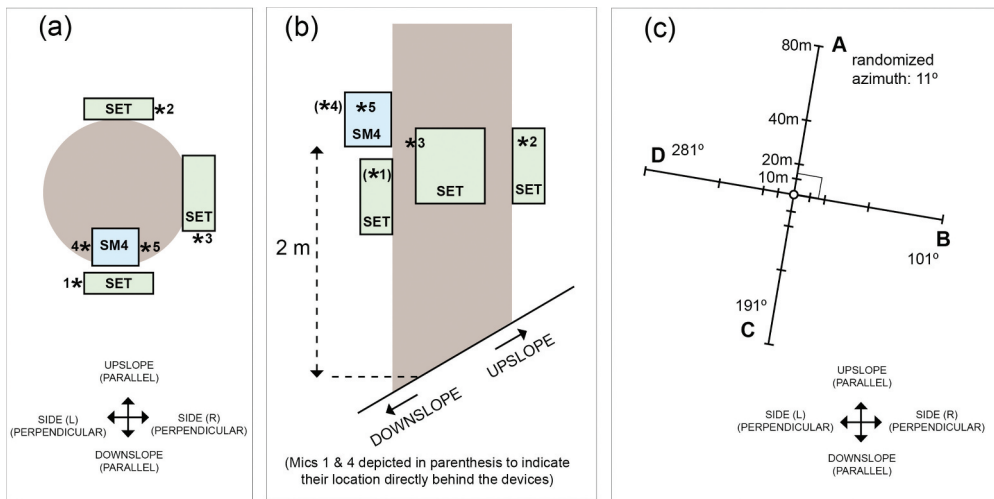 (a)
SET
*2
SET
*3
4*
SM4
*5
1*
SET
UPSLOPE
(PARALLEL)
SIDE (L)
(PERPENDICULAR)
SIDE (R)
(PERPENDICULAR)
DOWNSLOPE
(PARALLEL)
(b)
(*4)
*5
SM4
*3
*2
(*1)
SET
SET
SET
2 m
UPSLOPE
DOWNSLOPE
(Mics 1 & 4 depicted in parenthesis to indicate
their location directly behind the devices)
(c)
80m
A
randomized
azimuth: 11º
40m
20m
10m
D
281º
B
101º
191º
C
UPSLOPE
(PARALLEL)
SIDE (L)
(PERPENDICULAR)
SIDE (R)
(PERPENDICULAR)
DOWNSLOPE
(PARALLEL)